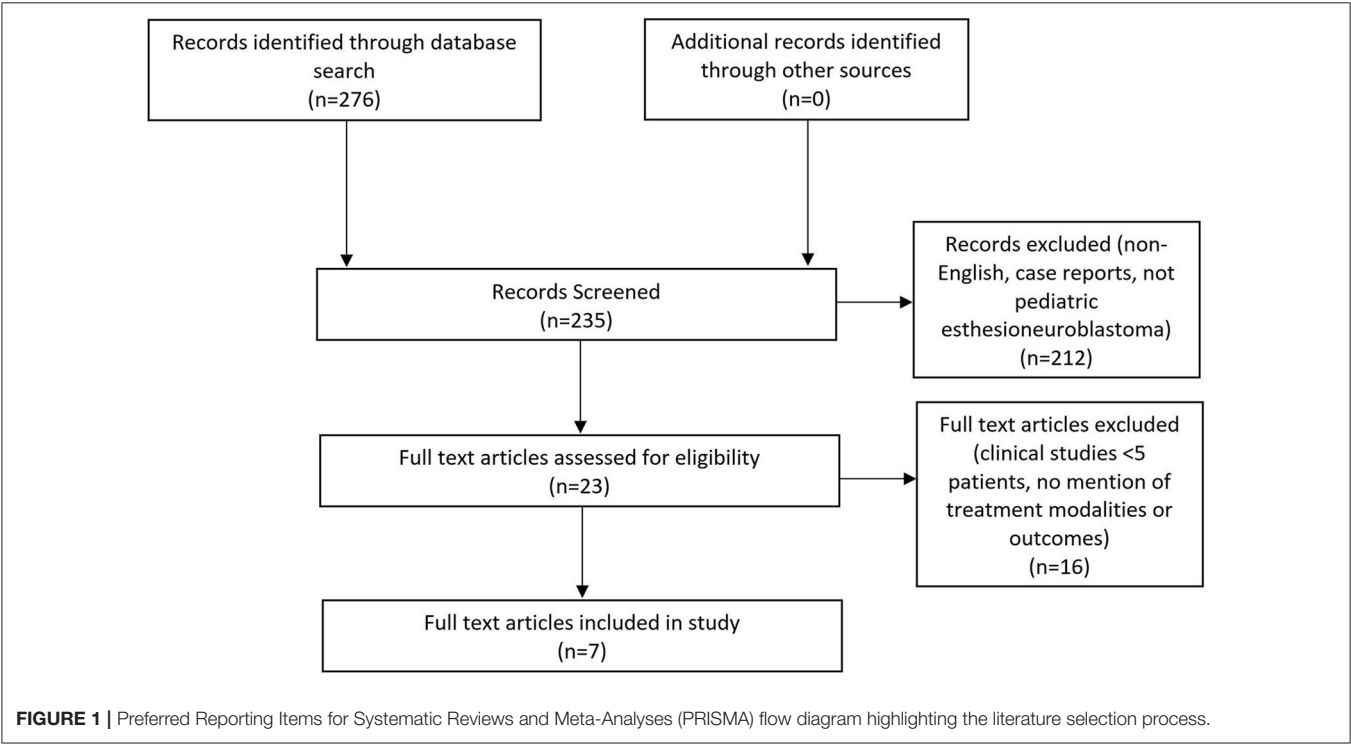 Records identified through database
search
(n=276)
Additional records identified
through other sources
(n=0)
Records excluded (non-
English, case reports, not
pediatric
esthesioneuroblastoma)
(n=212)
Records Screened
(n=235)
Full text articles excluded
(clinical studies <5
patients, no mention of
treatment modalities or
outcomes)
(n=16)
Full text articles assessed for eligibility
(n=23)
Full text articles included in study
(n=7)
FIGURE 1 | Preferred Reporting Items for Systematic Reviews and Meta-Analyses (PRISMA) flow diagram highlighting the literature selection process.